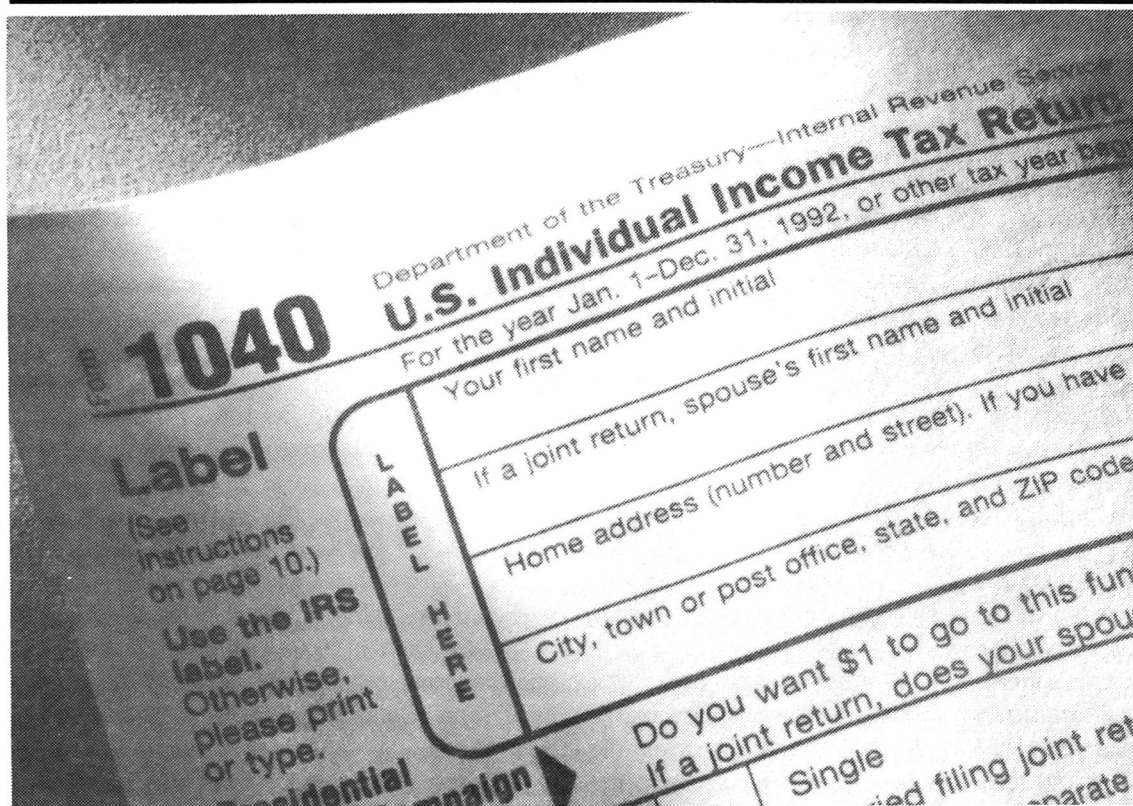 Department of the Treasury—Internal Revenue Service
Form 1040 U.S. Individual Income Tax Return
For the year Jan. 1–Dec. 31, 1992, or other tax year
Label
(See
instructions
on page 10.)
Use the IRS
label.
Otherwise,
please print
or type.
LABEL HERE
Your first name and initial
If a joint return, spouse's first name and initial
Home address (number and street). If you have
City, town or post office, state, and ZIP code
Do you want $1 to go to this
If a joint return, does your
Single
filing joint